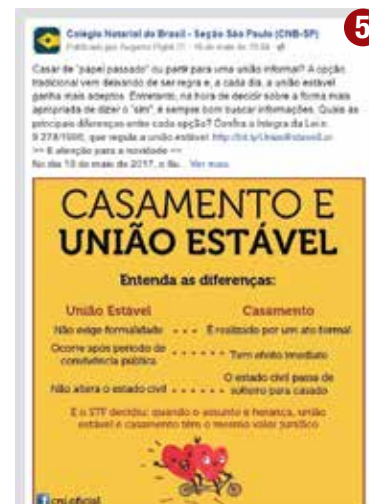 5
Colégio Notarial do Brasil - Seção São Paulo (CNB-SP)
Publicado por
Casar de "papel passado" ou partir para uma união informal? A opção
tradicional vem deixando de ser regra e, a cada dia, a união estável
ganha mais adeptos. Entretanto, na hora de decidir sobre a forma mais
apropriada de dizer o "sim", é sempre bom buscar informações. Quais as
principais diferenças entre cada opção? Confira a íntegra da Lei n.
9.278/1996, que regula a união estável
>> E atenção para a novidade <<
No dia 10 de maio de 2017, o Ver mais
CASAMENTO E
UNIÃO ESTÁVEL
Entenda as diferenças:
União Estável Casamento
Não exige formalidade É realizado por um ato formal
Ocorre após período de
convivência pública Tem efeito imediato
Não altera o estado civil O estado civil passa de
solteiro para casado
E o STF decidiu: quando o assunto é herança, união
estável e casamento têm o mesmo valor jurídico
cnj.oficial